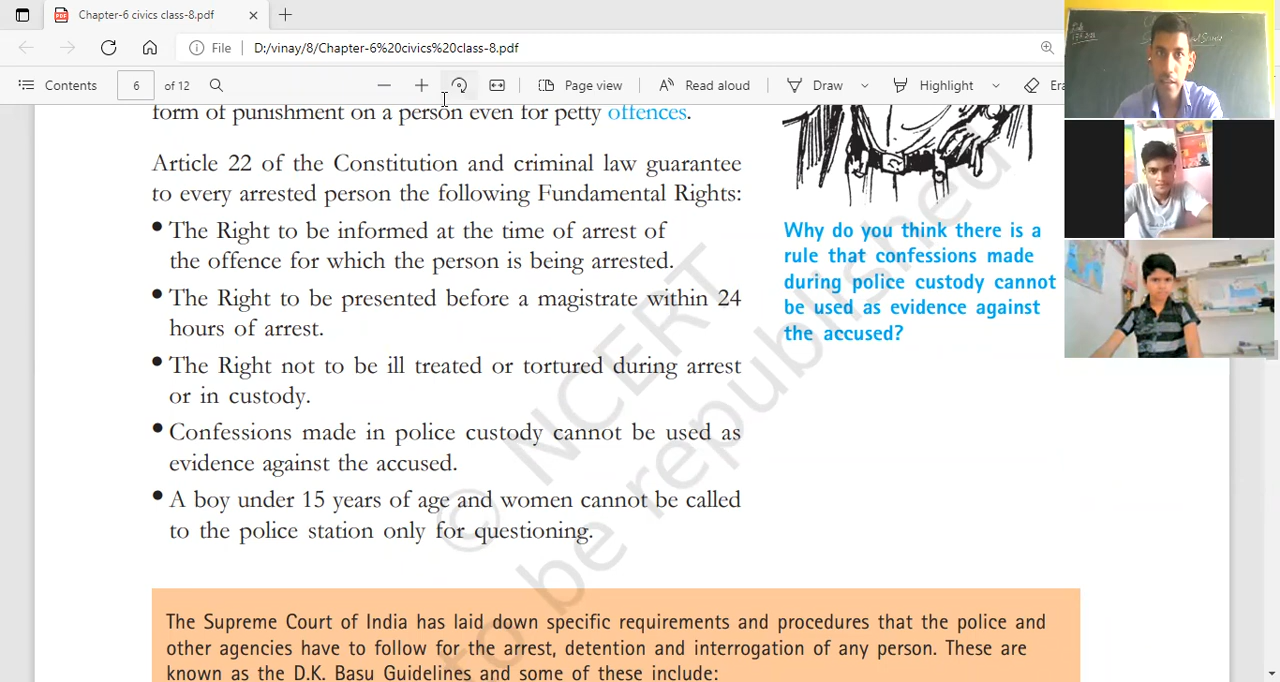 Chapter-6 civics class-8.pdf
File
D:/vinay/8/Chapter-6%20civics%20class-8.pdf
Contents
6
of 12
Page view
Read aloud
Draw
Highlight
Era
form of punishment on a person even for petty offences.
Article 22 of the Constitution and criminal law guarantee
to every arrested person the following Fundamental Rights:
• The Right to be informed at the time of arrest of
the offence for which the person is being arrested.
• The Right to be presented before a magistrate within 24
hours of arrest.
• The Right not to be ill treated or tortured during arrest
or in custody.
• Confessions made in police custody cannot be used as
evidence against the accused.
• A boy under 15 years of age and women cannot be called
to the police station only for questioning.
Why do you think there is a
rule that confessions made
during police custody cannot
be used as evidence against
the accused?
The Supreme Court of India has laid down specific requirements and procedures that the police and
other agencies have to follow for the arrest, detention and interrogation of any person. These are
known as the D.K. Basu Guidelines and some of these include:
© NCERT
to be republished